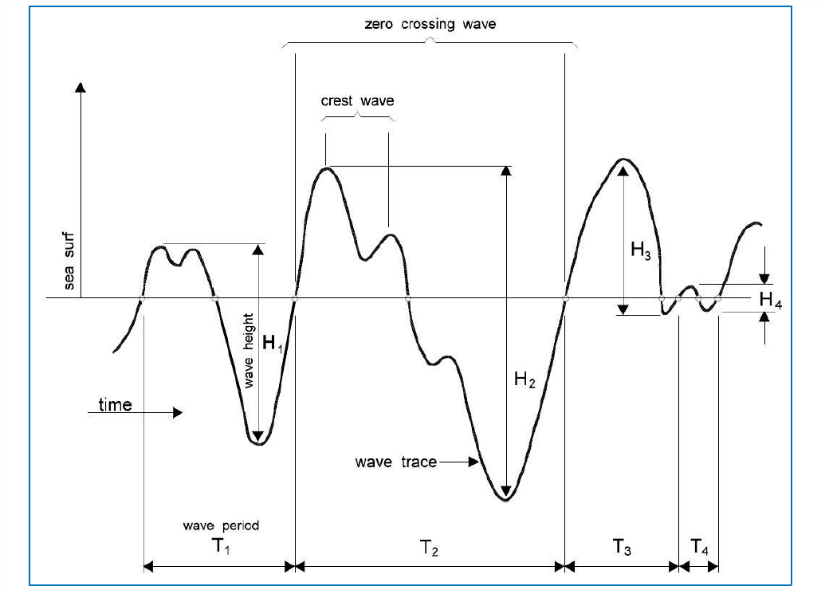 zero crossing wave
crest wave
sea surf
H₃
H₄
wave height
H₁
H₂
time
wave trace
wave period
T₁
T₂
T₃
T₄